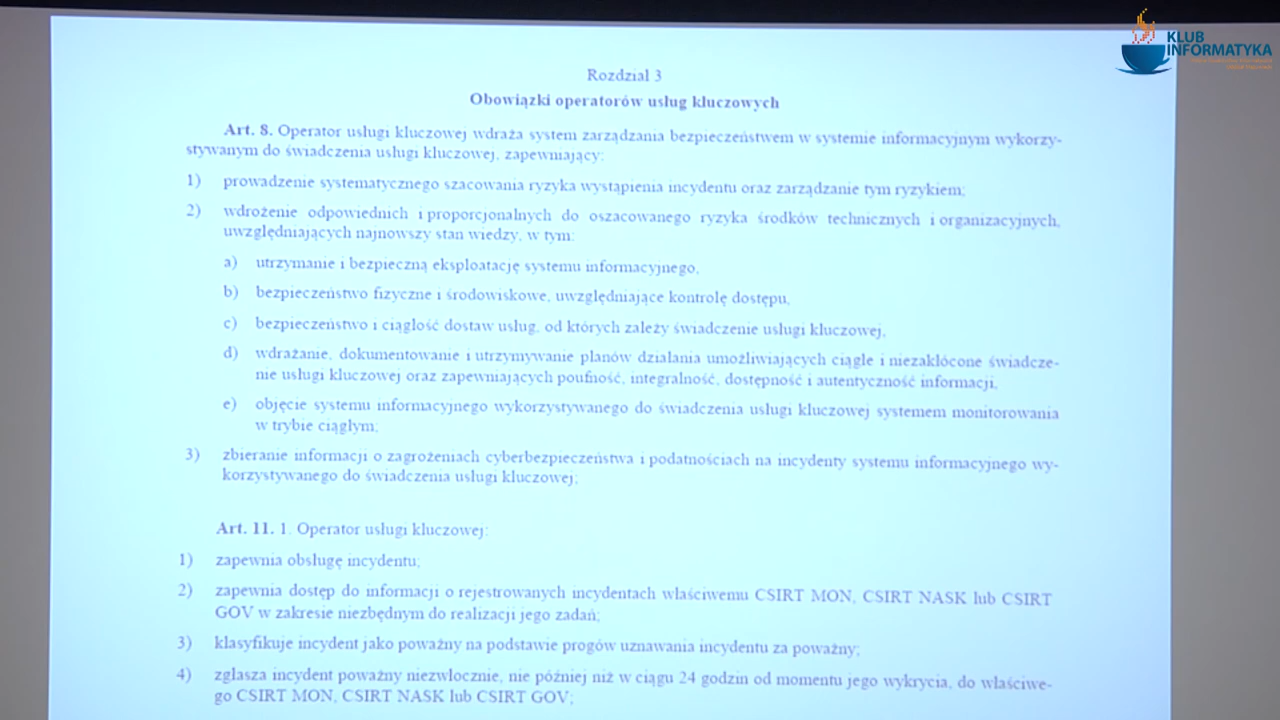 KLUB
INFORMATYKA
Rozdział 3
Obowiązki operatorów usług kluczowych
Art. 8. Operator usługi kluczowej wdraża system zarządzania bezpieczeństwem w systemie informacyjnym wykorzy-
stywanym do świadczenia usługi kluczowej, zapewniający:
1) prowadzenie systematycznego szacowania ryzyka wystąpienia incydentu oraz zarządzanie tym ryzykiem;
2) wdrożenie odpowiednich i proporcjonalnych do oszacowanego ryzyka środków technicznych i organizacyjnych,
uwzględniających najnowszy stan wiedzy, w tym:
a) utrzymanie i bezpieczną eksploatację systemu informacyjnego,
b) bezpieczeństwo fizyczne i środowiskowe, uwzględniające kontrolę dostępu,
c) bezpieczeństwo i ciągłość dostaw usług, od których zależy świadczenie usługi kluczowej,
d) wdrażanie, dokumentowanie i utrzymywanie planów działania umożliwiających ciągłe i niezakłócone świadcze-
nie usługi kluczowej oraz zapewniających poufność, integralność, dostępność i autentyczność informacji,
e) objęcie systemu informacyjnego wykorzystywanego do świadczenia usługi kluczowej systemem monitorowania
w trybie ciągłym;
3) zbieranie informacji o zagrożeniach cyberbezpieczeństwa i podatnościach na incydenty systemu informacyjnego wy-
korzystywanego do świadczenia usługi kluczowej;
Art. 11. 1. Operator usługi kluczowej:
1) zapewnia obsługę incydentu;
2) zapewnia dostęp do informacji o rejestrowanych incydentach właściwemu CSIRT MON, CSIRT NASK lub CSIRT
GOV w zakresie niezbędnym do realizacji jego zadań;
3) klasyfikuje incydent jako poważny na podstawie progów uznawania incydentu za poważny;
4) zgłasza incydent poważny niezwłocznie, nie później niż w ciągu 24 godzin od momentu jego wykrycia, do właściwe-
go CSIRT MON, CSIRT NASK lub CSIRT GOV;